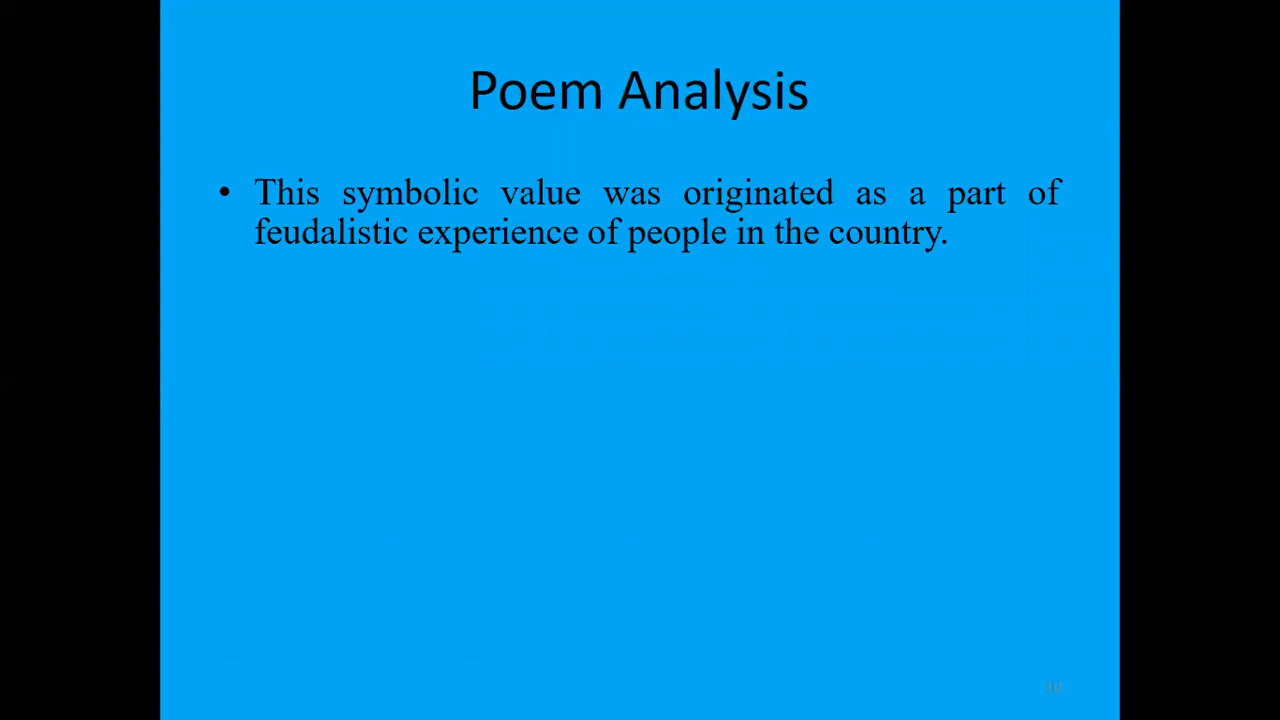 Poem Analysis
• This symbolic value was originated as a part of
feudalistic experience of people in the country.